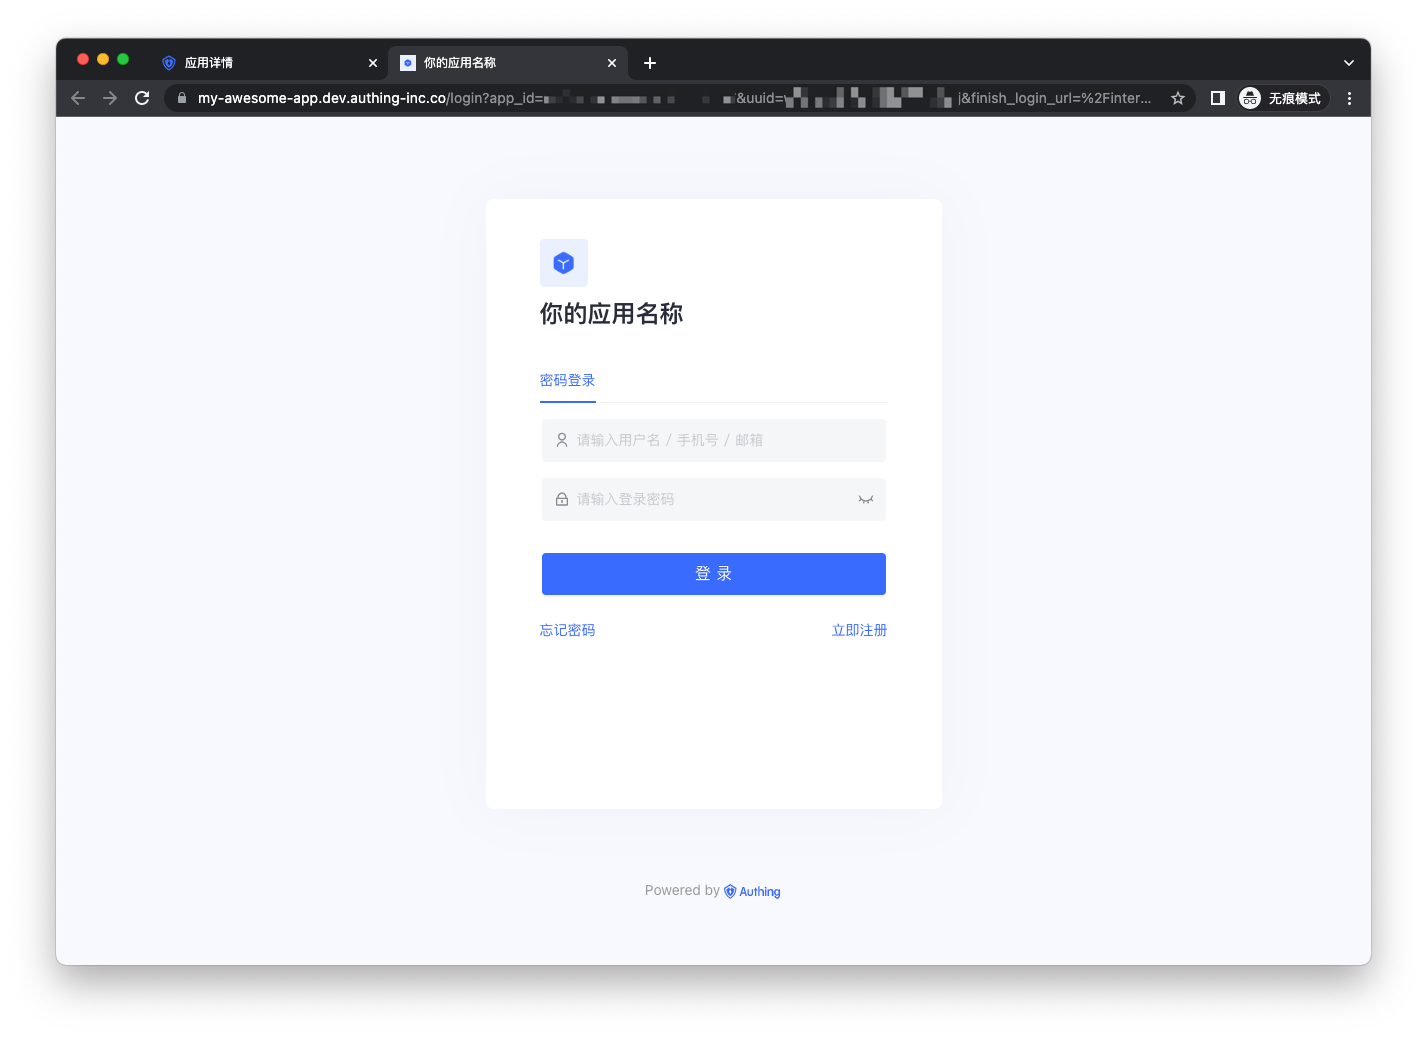 应用详情
你的应用名称
my-awesome-app.dev.authing-inc.co/login?app_id= &uuid= j&finish_login_url=%2Finter...
无痕模式
你的应用名称
密码登录
请输入用户名 / 手机号 / 邮箱
请输入登录密码
登 录
忘记密码 立即注册
Powered by Authing